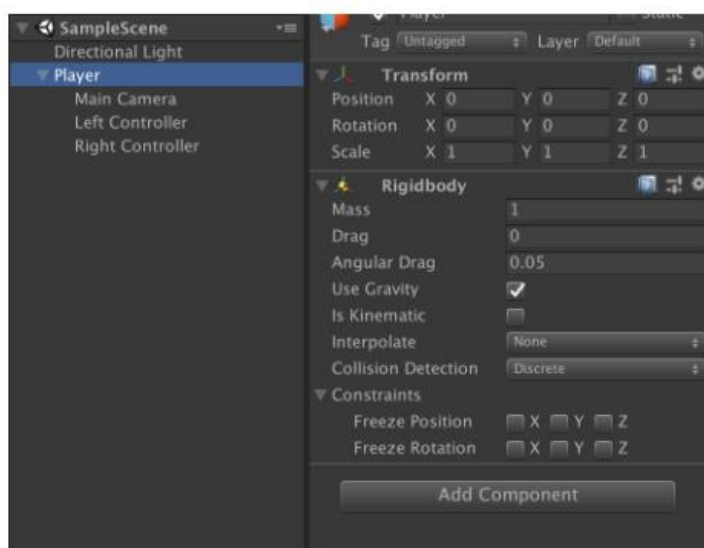 SampleScene
Directional Light
Player
Main Camera
Left Controller
Right Controller
Player Static
Tag Untagged Layer Default
Transform
Position X 0 Y 0 Z 0
Rotation X 0 Y 0 Z 0
Scale X 1 Y 1 Z 1
Rigidbody
Mass 1
Drag 0
Angular Drag 0.05
Use Gravity
Is Kinematic
Interpolate None
Collision Detection Discrete
Constraints
Freeze Position X Y Z
Freeze Rotation X Y Z
Add Component